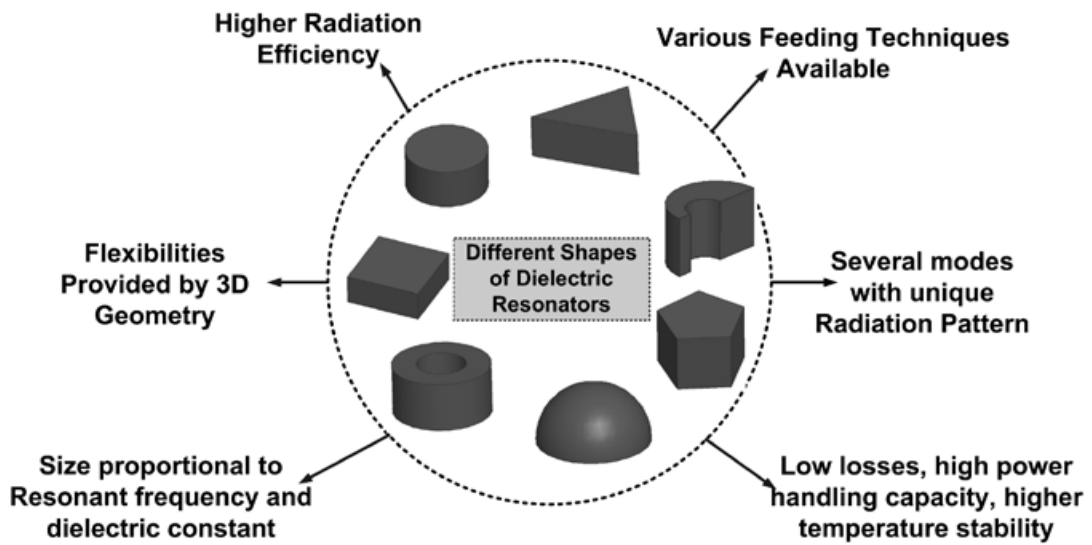 Higher Radiation
Efficiency
Various Feeding Techniques
Available
Flexibilities
Provided by 3D
Geometry
Different Shapes
of Dielectric
Resonators
Several modes
with unique
Radiation Pattern
Size proportional to
Resonant frequency and
dielectric constant
Low losses, high power
handling capacity, higher
temperature stability